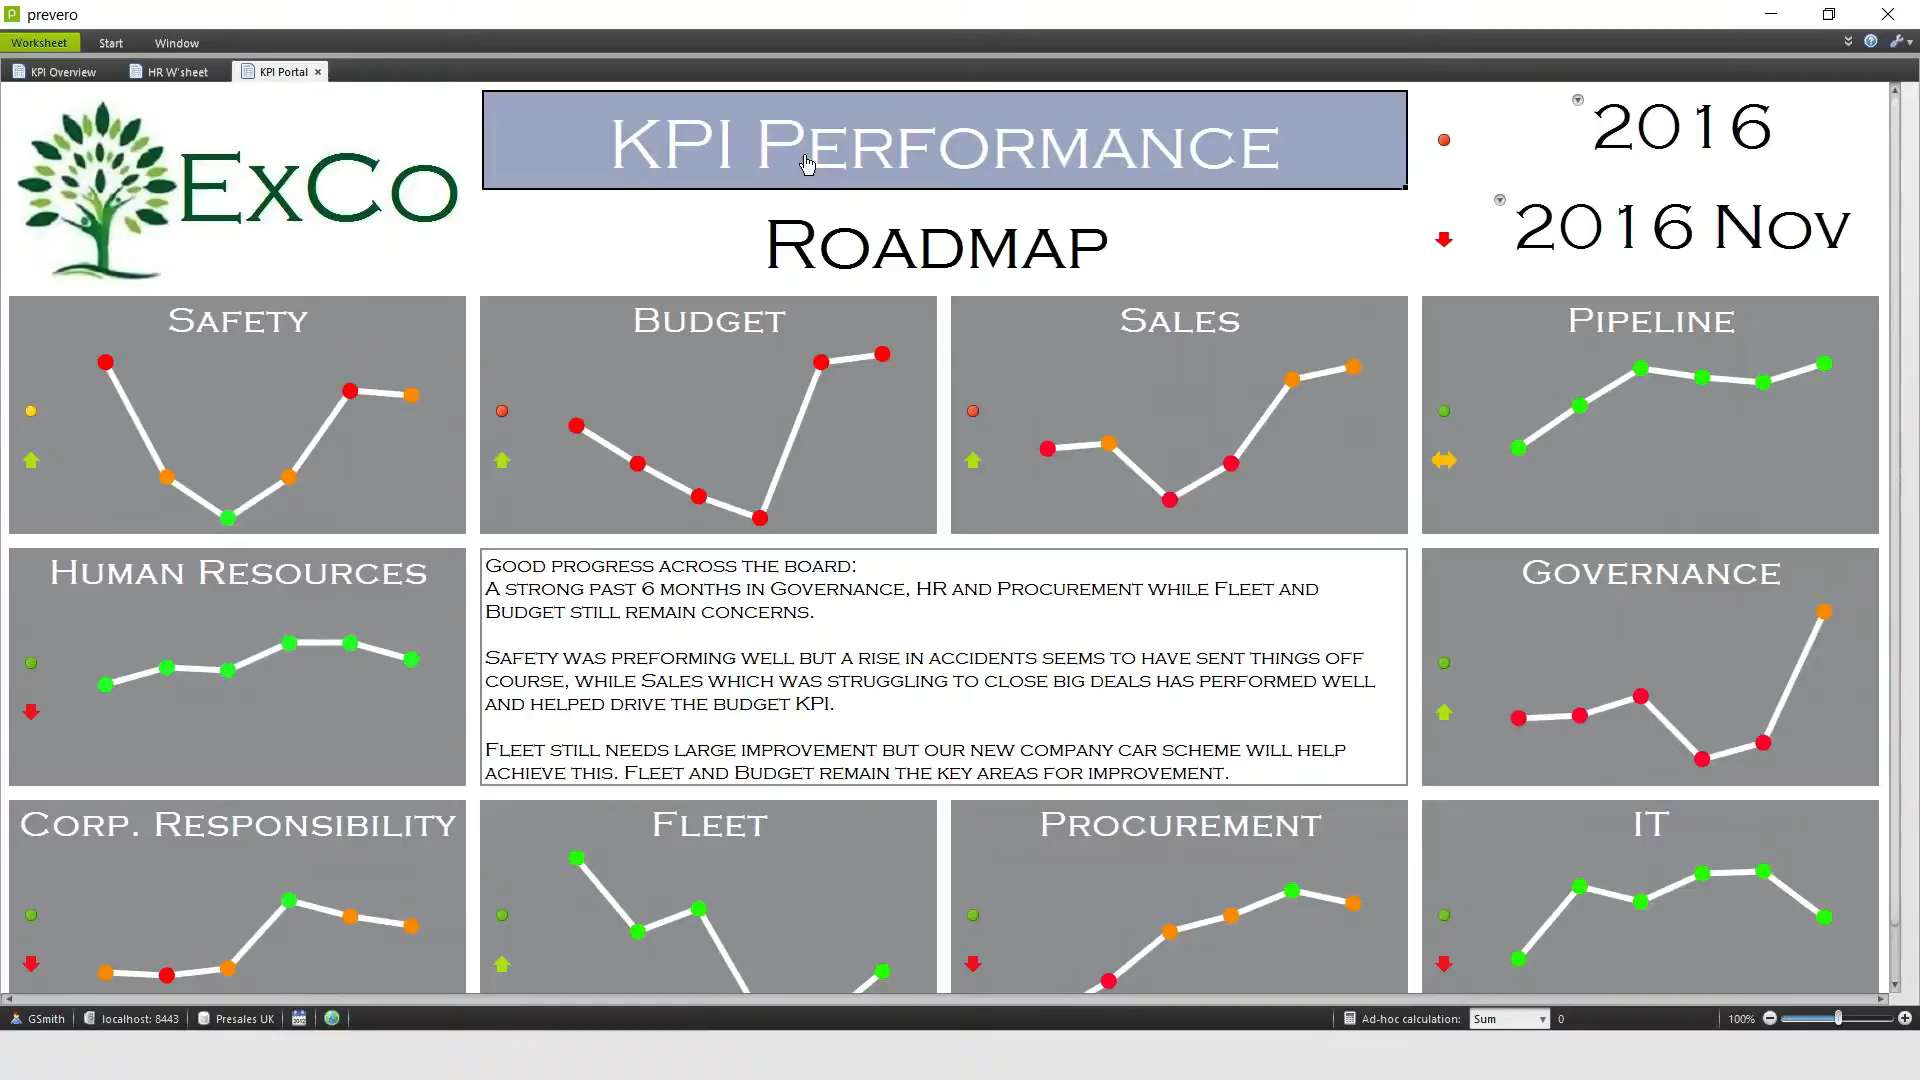 prevero
Worksheet Start Window
KPI Overview HR W'sheet KPI Portal
ExCo
KPI Performance
Roadmap
2016
2016 Nov
Safety
Budget
Sales
Pipeline
Human Resources
Good progress across the board:
A strong past 6 months in Governance, HR and Procurement while Fleet and
Budget still remain concerns.
Safety was preforming well but a rise in accidents seems to have sent things off
course, while Sales which was struggling to close big deals has performed well
and helped drive the budget KPI.
Fleet still needs large improvement but our new company car scheme will help
achieve this. Fleet and Budget remain the key areas for improvement.
Governance
Corp. Responsibility
Fleet
Procurement
IT
GSmith localhost: 8443 Presales UK Ad-hoc calculation: Sum 0 100%